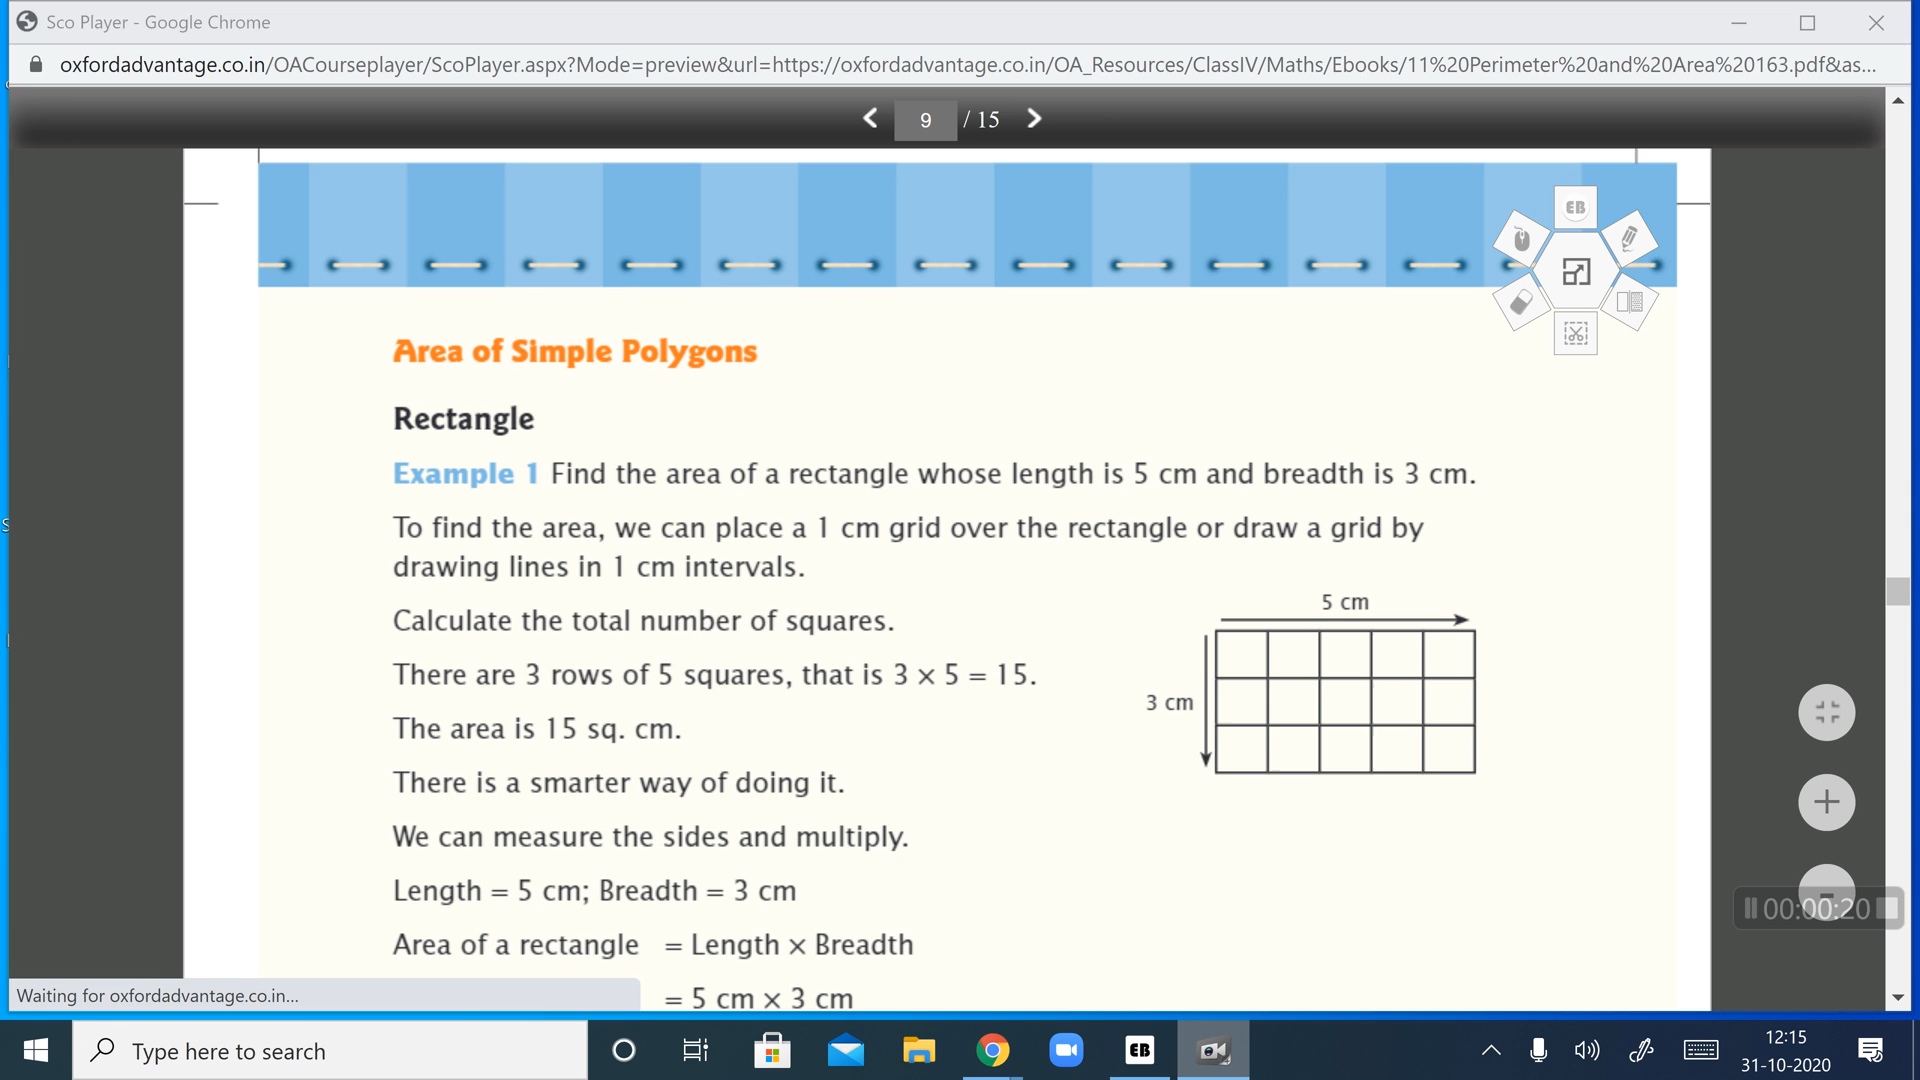 Sco Player - Google Chrome
oxfordadvantage.co.in/OACourseplayer/ScoPlayer.aspx?Mode=preview&url=https://oxfordadvantage.co.in/OA_Resources/ClassIV/Maths/Ebooks/11%20Perimeter%20and%20Area%20163.pdf&as...
9 / 15
EB
Area of Simple Polygons
Rectangle
Example 1 Find the area of a rectangle whose length is 5 cm and breadth is 3 cm.
To find the area, we can place a 1 cm grid over the rectangle or draw a grid by
drawing lines in 1 cm intervals.
5 cm
Calculate the total number of squares.
There are 3 rows of 5 squares, that is 3 × 5 = 15.
3 cm
The area is 15 sq. cm.
There is a smarter way of doing it.
We can measure the sides and multiply.
Length = 5 cm; Breadth = 3 cm
00:00:20
Area of a rectangle = Length × Breadth
= 5 cm × 3 cm
Waiting for oxfordadvantage.co.in...
Type here to search
EB
12:15
31-10-2020